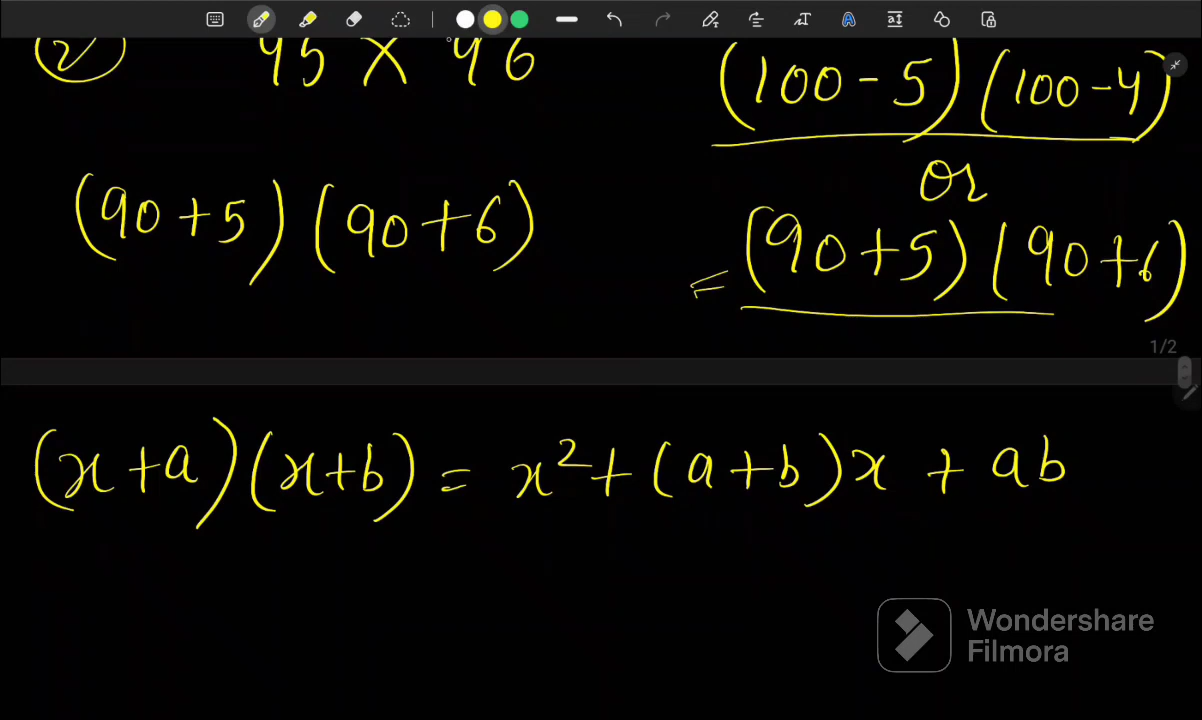 ② 95 X 96
(100 - 5) (100 - 4)
or
(90 + 5) (90 + 6)
= (90 + 5) (90 + 6)
1/2
(x + a) (x + b) = x² + (a + b) x + ab
Wondershare
Filmora